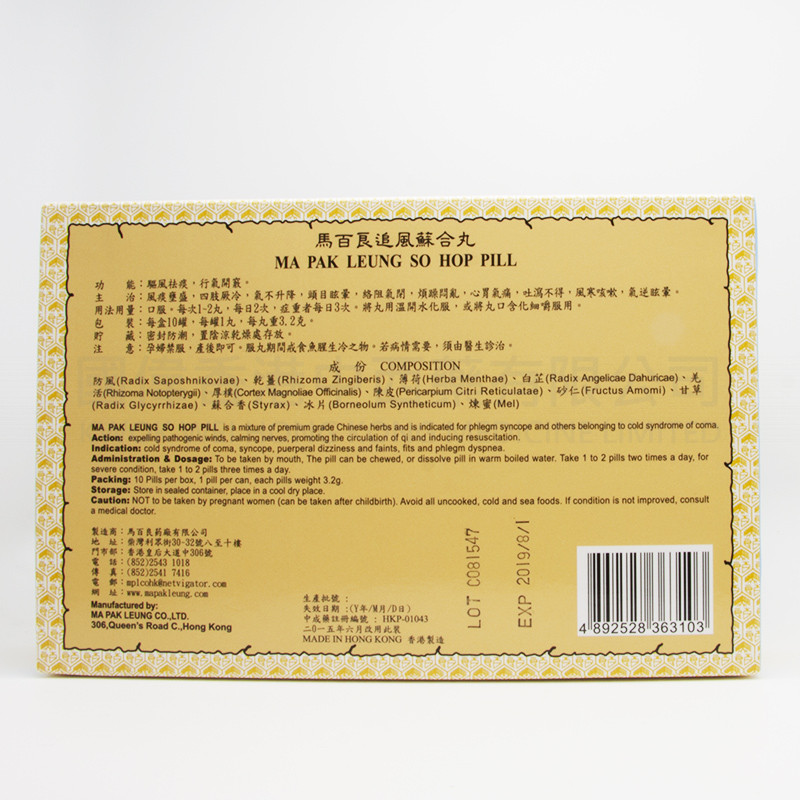 馬百良追風蘇合丸
MA PAK LEUNG SO HOP PILL
功　能：驅風祛痰，行氣開竅。
主　治：風痰壅盛，四肢厥冷，氣不升降，頭目眩暈，絡阻氣閉，煩躁悶亂，心胃氣痛，吐瀉不得，風寒咳嗽，氣逆眩暈。
用法用量：口服。每次1-2丸，每日2次，症重者每日3次。將丸用溫開水化服，或將丸口含化細嚼服用。
包　裝：每盒10罐，每罐1丸，每丸重3.2克。
貯　藏：密封防潮，置陰涼乾燥處存放。
注　意：孕婦禁服，產後即可。服丸期間戒食魚腥生冷之物。若病情需要，須由醫生診治。
成　份 COMPOSITION
防風(Radix Saposhnikoviae)、乾薑(Rhizoma Zingiberis)、薄荷(Herba Menthae)、白芷(Radix Angelicae Dahuricae)、羌
活(Rhizoma Notopterygii)、厚樸(Cortex Magnoliae Officinalis)、陳皮(Pericarpium Citri Reticulatae)、砂仁(Fructus Amomi)、甘草
(Radix Glycyrrhizae)、蘇合香(Styrax)、冰片(Borneolum Syntheticum)、煉蜜(Mel)
MA PAK LEUNG SO HOP PILL is a mixture of premium grade Chinese herbs and is indicated for phlegm syncope and others belonging to cold syndrome of coma.
Action: expelling pathogenic winds, calming nerves, promoting the circulation of qi and inducing resuscitation.
Indication: cold syndrome of coma, syncope, puerperal dizziness and faints, fits and phlegm dyspnea.
Administration & Dosage: To be taken by mouth, The pill can be chewed, or dissolve pill in warm boiled water. Take 1 to 2 pills two times a day, for
severe condition, take 1 to 2 pills three times a day.
Packing: 10 Pills per box, 1 pill per can, each pills weight 3.2g.
Storage: Store in sealed container, place in a cool dry place.
Caution: NOT to be taken by pregnant women (can be taken after childbirth). Avoid all uncooked, cold and sea foods. If condition is not improved, consult
a medical doctor.
製造商：馬百良药廠有限公司
地　址：柴灣利眾街30-32號八至十樓
門市部：香港皇后大道中306號
電　話：(852)2543 1018
傳　真：(852)2541 7416
電　郵：mplcohk@netvigator.com
網　址：www.mapakleung.com
Manufactured by:
MA PAK LEUNG CO.,LTD.
306,Queen's Road C.,Hong Kong
生產批號：
失效日期：(Y年/M月/D日)
中成藥註冊編號：HKP-01043
二○一五年六月改用此裝
MADE IN HONG KONG 香港製造
LOT C081547
EXP 2019/8/1
4 892528 363103